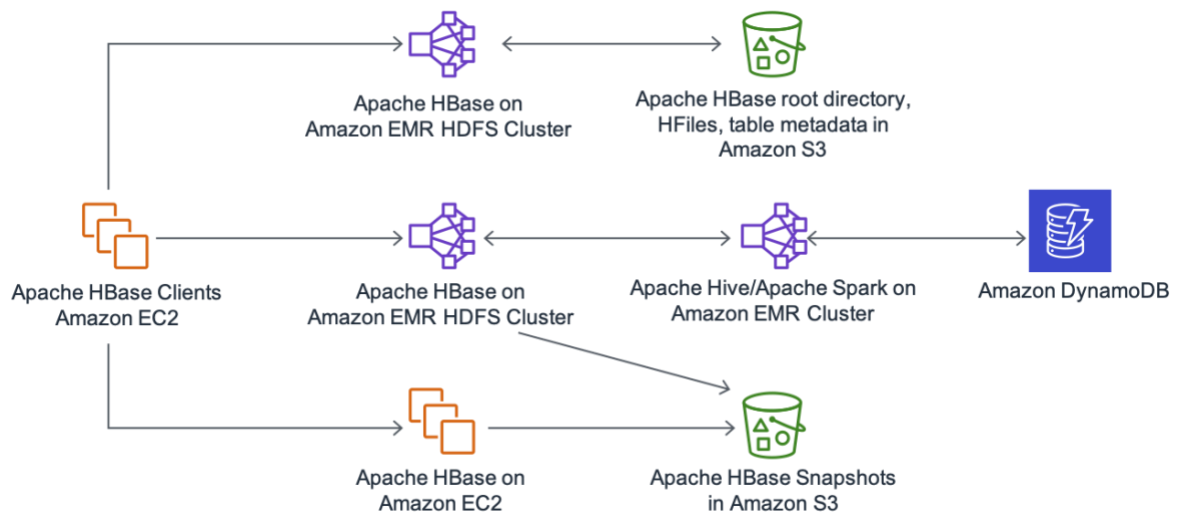 Apache HBase on
Amazon EMR HDFS Cluster
Apache HBase root directory,
HFiles, table metadata in
Amazon S3
Apache HBase Clients
Amazon EC2
Apache HBase on
Amazon EMR HDFS Cluster
Apache Hive/Apache Spark on
Amazon EMR Cluster
Amazon DynamoDB
Apache HBase on
Amazon EC2
Apache HBase Snapshots
in Amazon S3